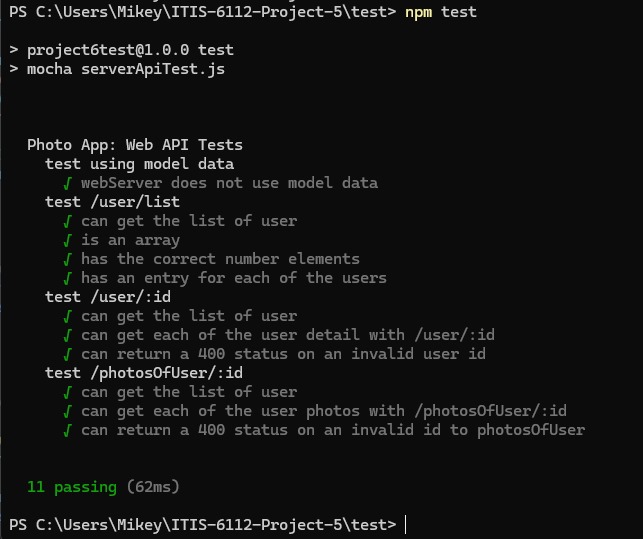 PS C:\Users\Mikey\ITIS-6112-Project-5\test> npm test
> project6test@1.0.0 test
> mocha serverApiTest.js
Photo App: Web API Tests
test using model data
√ webServer does not use model data
test /user/list
√ can get the list of user
√ is an array
√ has the correct number elements
√ has an entry for each of the users
test /user/:id
√ can get the list of user
√ can get each of the user detail with /user/:id
√ can return a 400 status on an invalid user id
test /photosOfUser/:id
√ can get the list of user
√ can get each of the user photos with /photosOfUser/:id
√ can return a 400 status on an invalid id to photosOfUser
11 passing (62ms)
PS C:\Users\Mikey\ITIS-6112-Project-5\test>